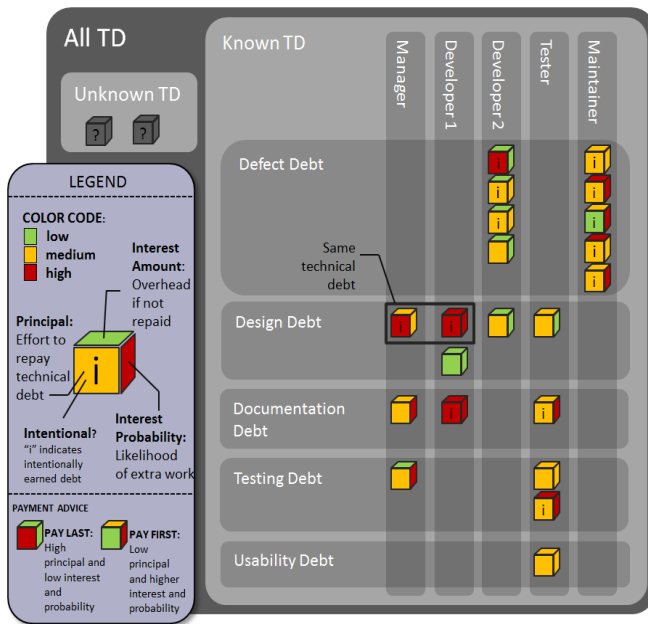 All TD
Unknown TD
?
?
Known TD
Manager
Developer 1
Developer 2
Tester
Maintainer
Defect Debt
i
i
i
i
i
i
i
i
Same
technical
debt
Design Debt
i
i
Documentation
Debt
i
i
Testing Debt
i
Usability Debt
LEGEND
COLOR CODE:
low
medium
high
Interest
Amount:
Overhead
if not
repaid
Principal:
Effort to
repay
technical
debt
i
Intentional?
"i" indicates
intentionally
earned debt
Interest
Probability:
Likelihood
of extra work
PAYMENT ADVICE
PAY LAST:
High
principal and
low interest
and
probability
PAY FIRST:
Low
principal
and higher
interest and
probability